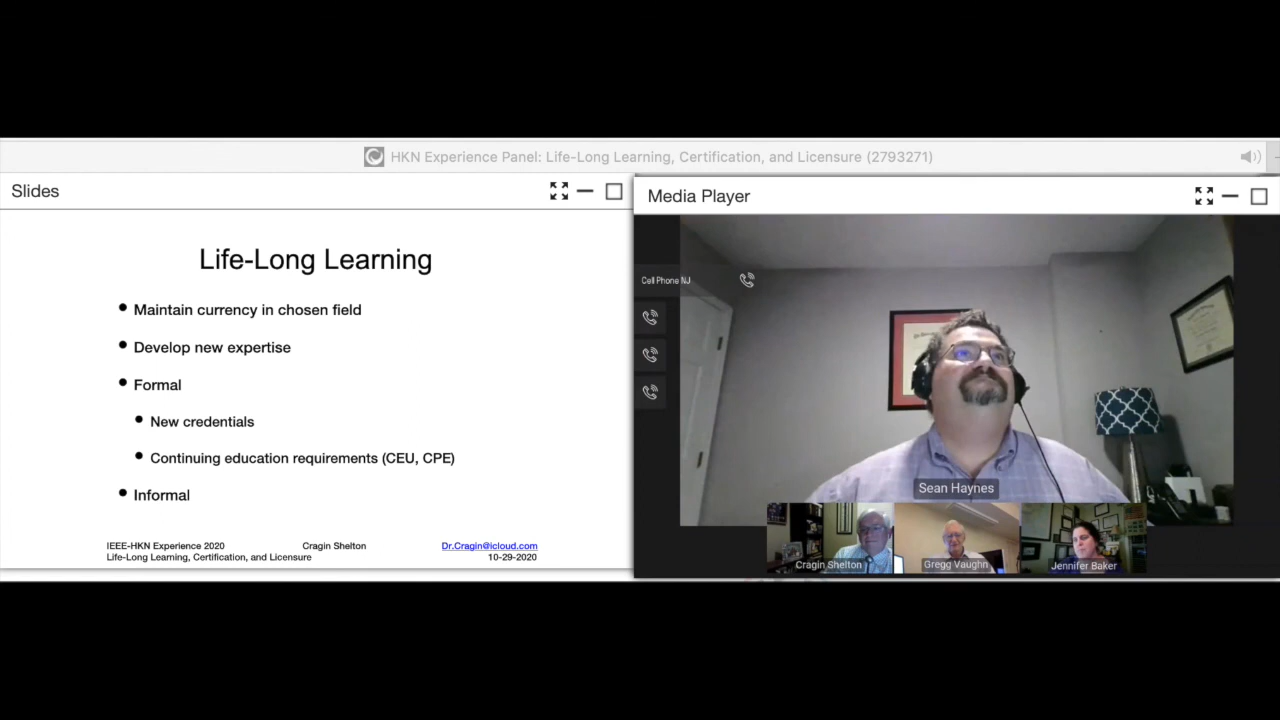 HKN Experience Panel: Life-Long Learning, Certification, and Licensure (2793271)
Slides
Life-Long Learning
• Maintain currency in chosen field
• Develop new expertise
• Formal
• New credentials
• Continuing education requirements (CEU, CPE)
• Informal
IEEE-HKN Experience 2020 Cragin Shelton Dr.Cragin@icloud.com
Life-Long Learning, Certification, and Licensure 10-29-2020
Media Player
Cell Phone NJ
Sean Haynes
Cragin Shelton
Gregg Vaughn
Jennifer Baker